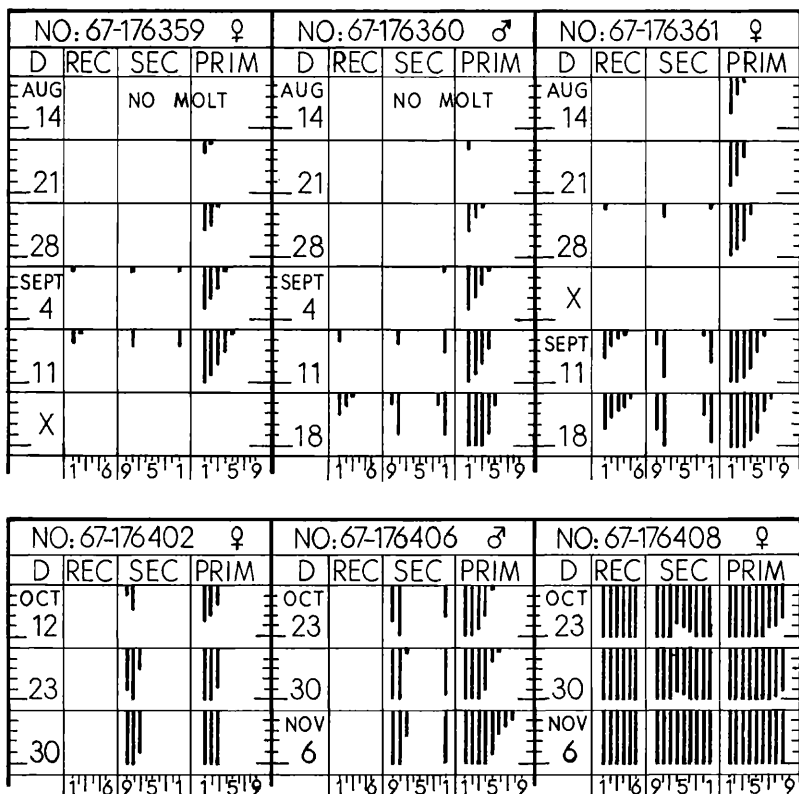 NO: 67-176359 ♀ NO: 67-176360 ♂ NO: 67-176361 ♀
D REC SEC PRIM D REC SEC PRIM D REC SEC PRIM
AUG NO MOLT AUG NO MOLT AUG
14 14 14
21 21 21
28 28 28
SEPT SEPT X
4 4
SEPT
11 11 11
X 18 18
1 6 9 5 1 1 5 9 1 6 9 5 1 1 5 9 1 6 9 5 1 1 5 9
NO: 67-176402 ♀ NO: 67-176406 ♂ NO: 67-176408 ♀
D REC SEC PRIM D REC SEC PRIM D REC SEC PRIM
OCT OCT OCT
12 23 23
23 30 30
NOV NOV
30 6 6
1 6 9 5 1 1 5 9 1 6 9 5 1 1 5 9 1 6 9 5 1 1 5 9